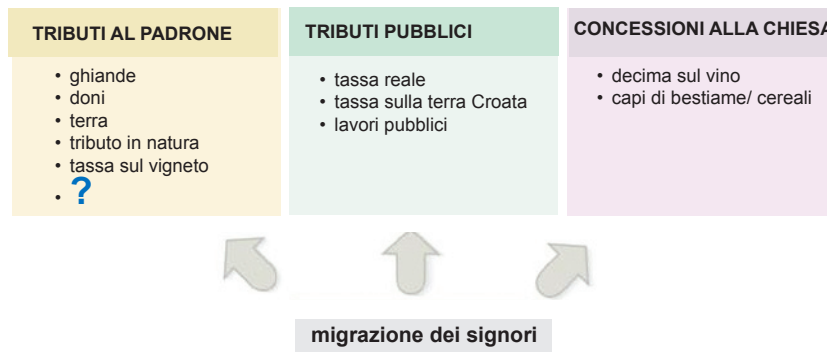 TRIBUTI AL PADRONE
• ghiande
• doni
• terra
• tributo in natura
• tassa sul vigneto
• ?
TRIBUTI PUBBLICI
• tassa reale
• tassa sulla terra Croata
• lavori pubblici
CONCESSIONI ALLA CHIESA
• decima sul vino
• capi di bestiame/ cereali
migrazione dei signori